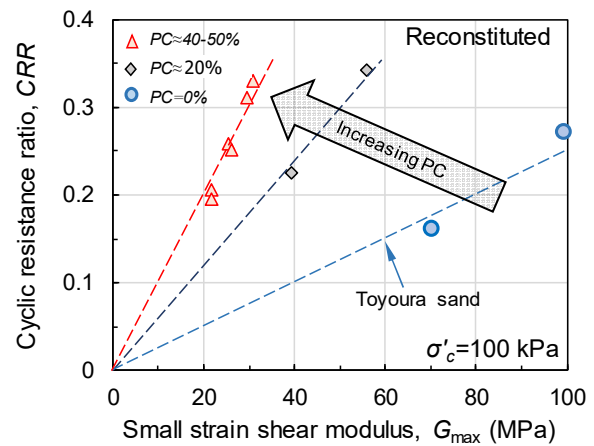 Reconstituted
PC≈40-50%
PC≈20%
PC=0%
Increasing PC
Toyoura sand
σ'c=100 kPa
Cyclic resistance ratio, CRR
0.4
0.3
0.2
0.1
0
0 20 40 60 80 100
Small strain shear modulus, Gmax (MPa)